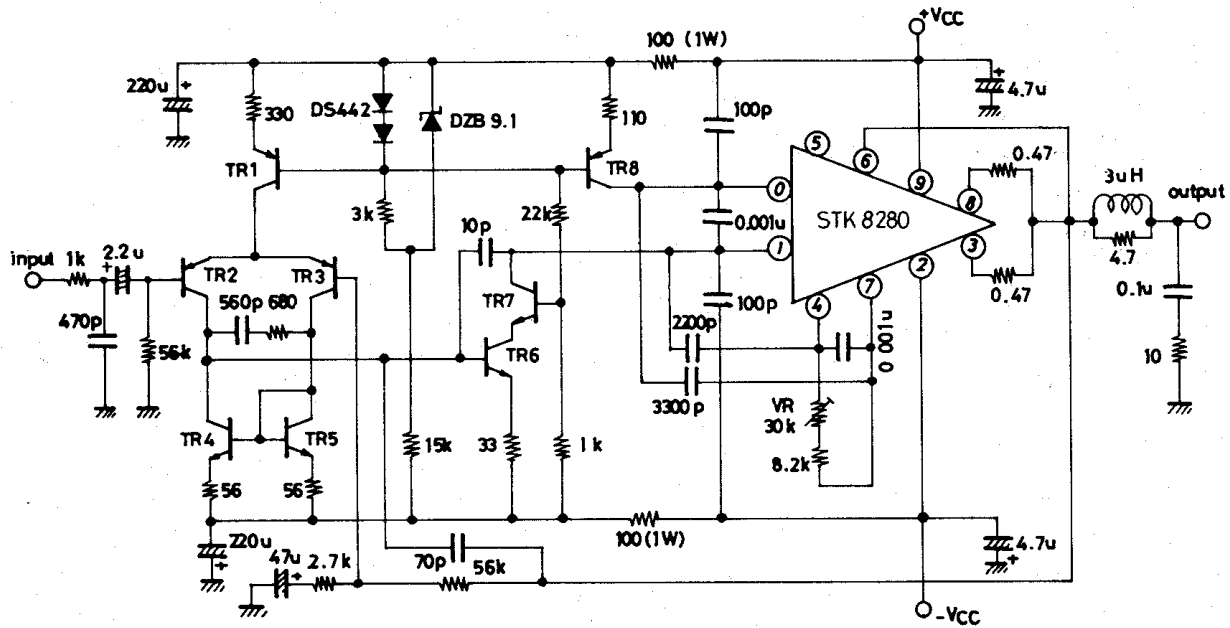 +Vcc
100 (1W)
220u
+
330
DS442
DZB 9.1
110
100p
4.7u
+
TR1
TR8
5
6
0.47
3uH
output
3k
22k
0
9
8
STK 8280
0.001u
input
1k
2.2u
+
10p
1
3
4.7
TR2
TR3
2
0.47
0.1u
560p
680
TR7
100p
4
7
470p
56k
TR6
2200p
0.001u
10
3300p
VR
30k
TR4
TR5
15k
33
1k
8.2k
56
56
220u
+
100(1W)
4.7u
+
47u
+
2.7k
70p
56k
-Vcc